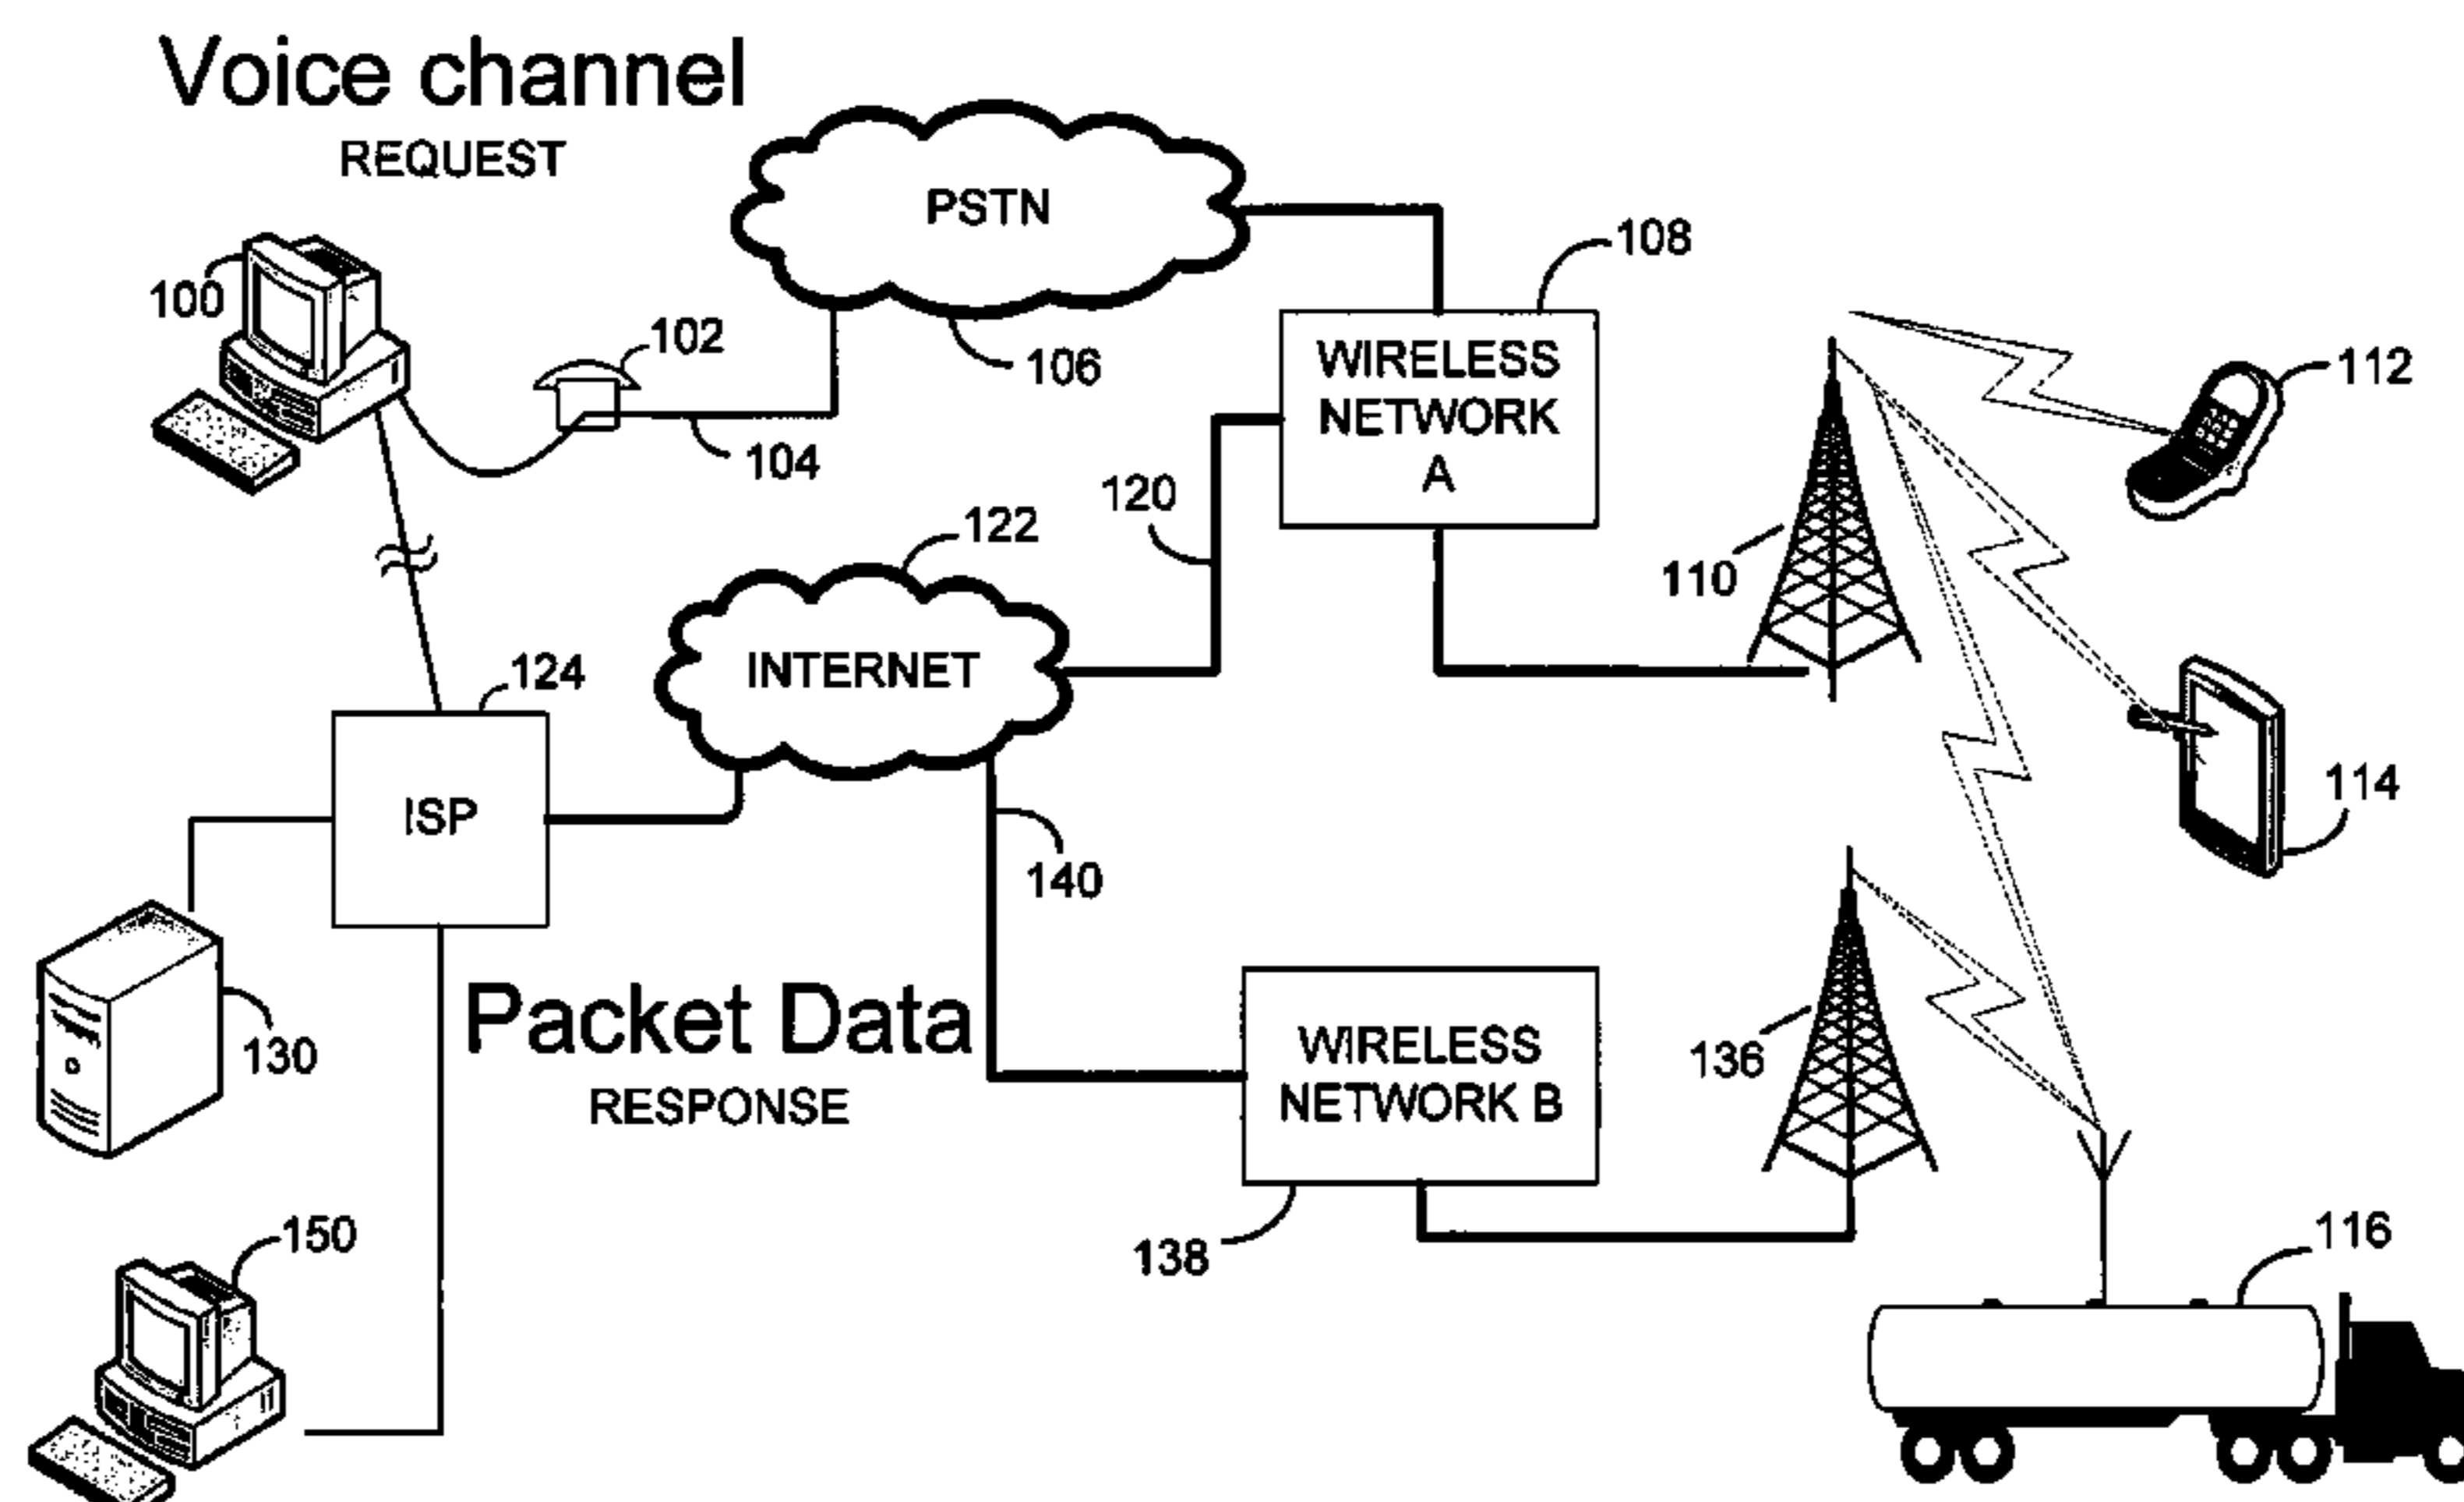 Voice channel
REQUEST
PSTN
108
100
102
106
WIRELESS
NETWORK
A
112
104
120
122
110
INTERNET
124
114
ISP
140
130
Packet Data
RESPONSE
WIRELESS
NETWORK B
136
150
138
116